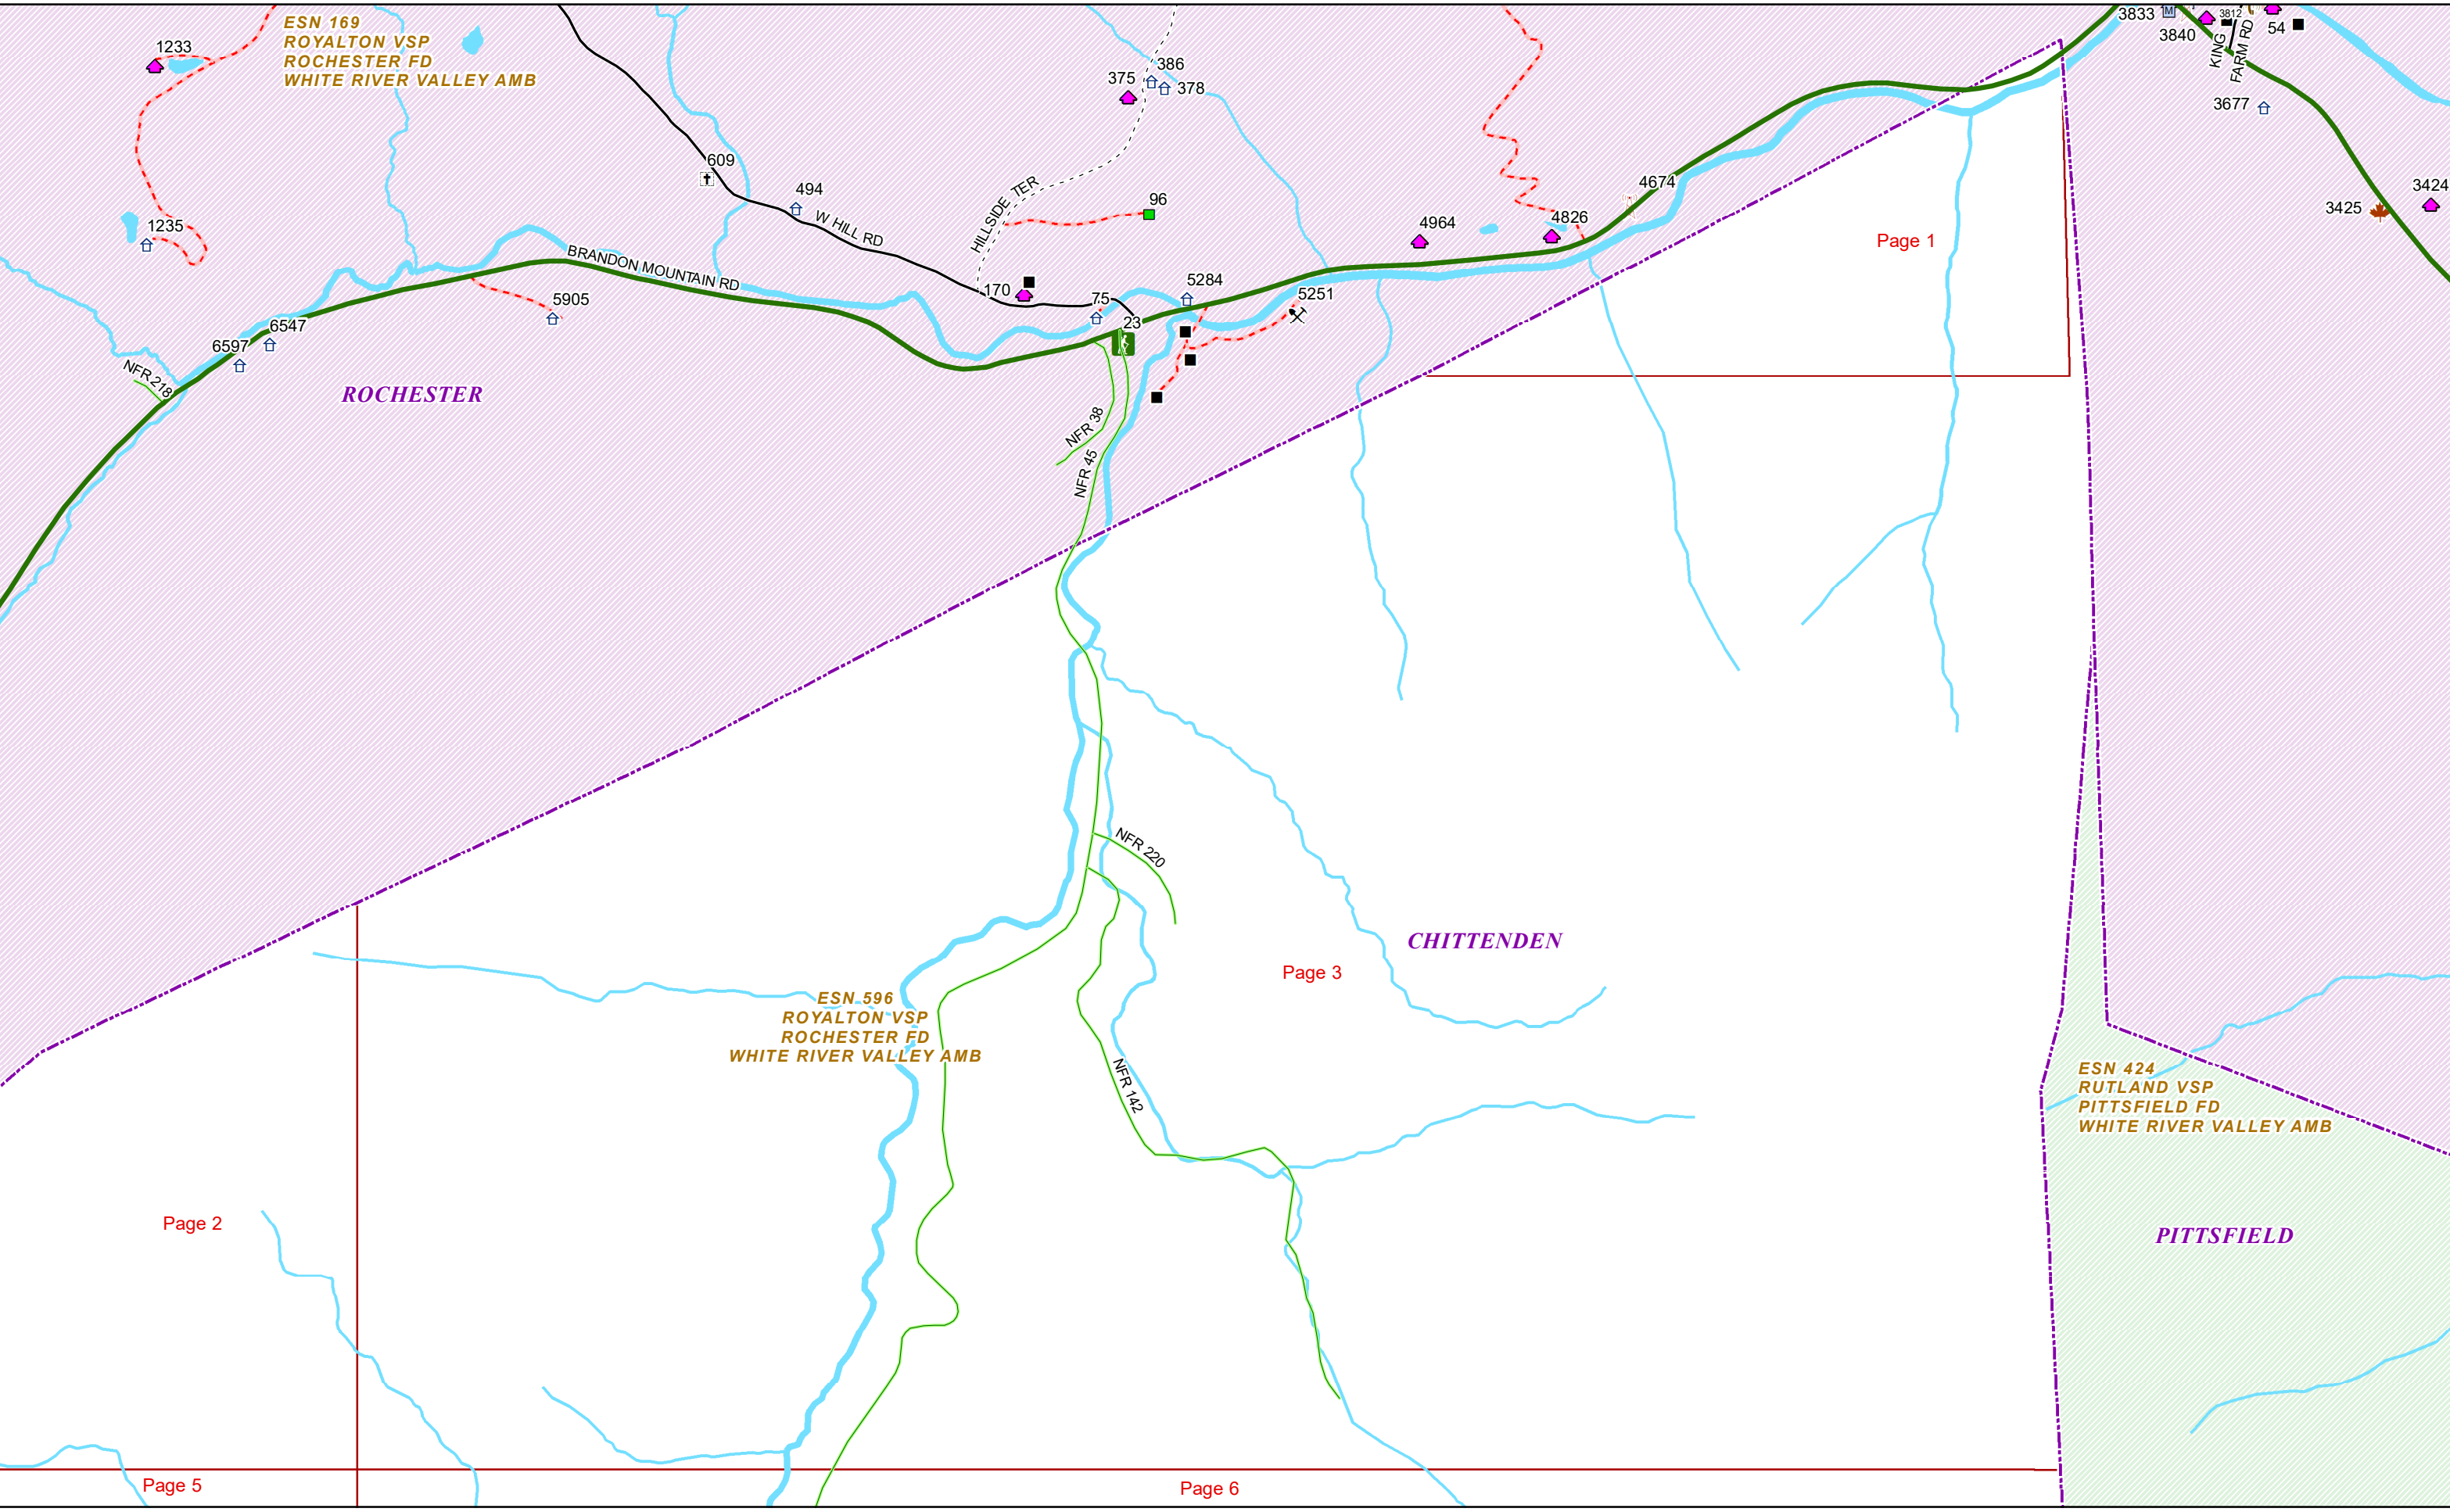 ESN 169
ROYALTON VSP
ROCHESTER FD
WHITE RIVER VALLEY AMB
3833
3812
54
3840
KING FARM RD
1233
386
375
378
3677
609
494
96
4674
3424
3425
1235
W HILL RD
HILLSIDE TER
4964
4826
Page 1
BRANDON MOUNTAIN RD
5905
170
75
5284
5251
23
6547
6597
NFR 218
ROCHESTER
NFR 38
NFR 45
NFR 220
CHITTENDEN
Page 3
ESN 596
ROYALTON VSP
ROCHESTER FD
WHITE RIVER VALLEY AMB
NFR 142
ESN 424
RUTLAND VSP
PITTSFIELD FD
WHITE RIVER VALLEY AMB
Page 2
PITTSFIELD
Page 5
Page 6